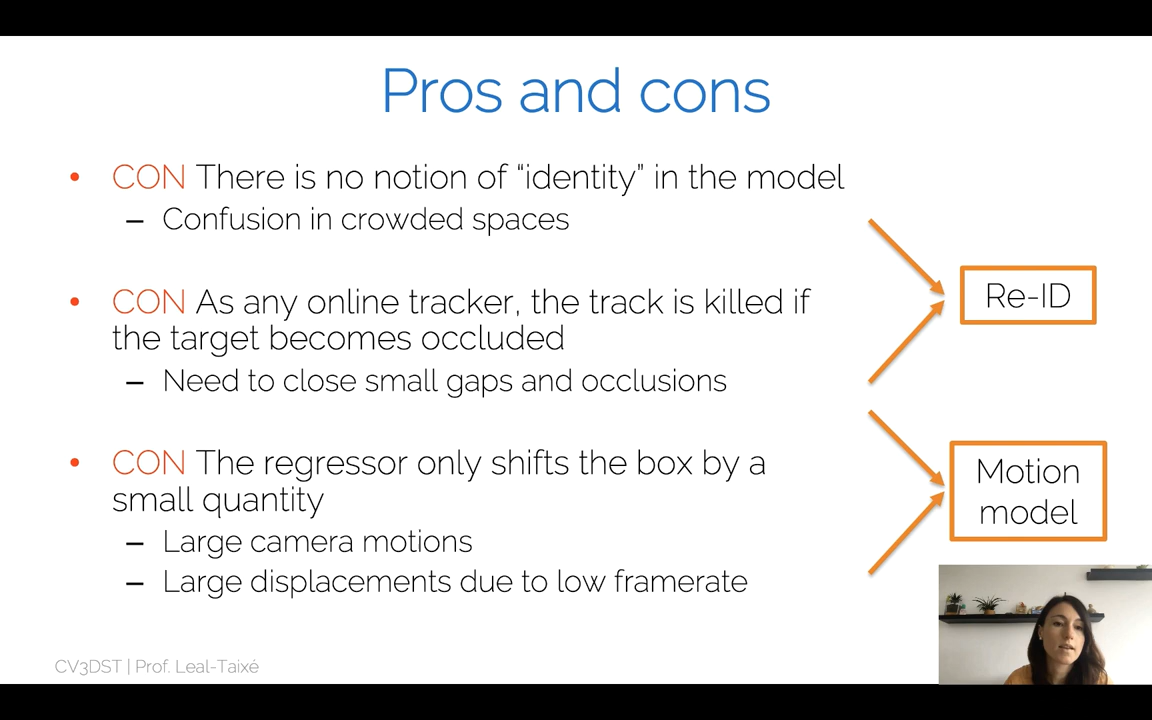 Pros and cons
• CON There is no notion of “identity” in the model
– Confusion in crowded spaces
• CON As any online tracker, the track is killed if
the target becomes occluded
– Need to close small gaps and occlusions
• CON The regressor only shifts the box by a
small quantity
– Large camera motions
– Large displacements due to low framerate
Re-ID
Motion
model
CV3DST | Prof. Leal-Taixé